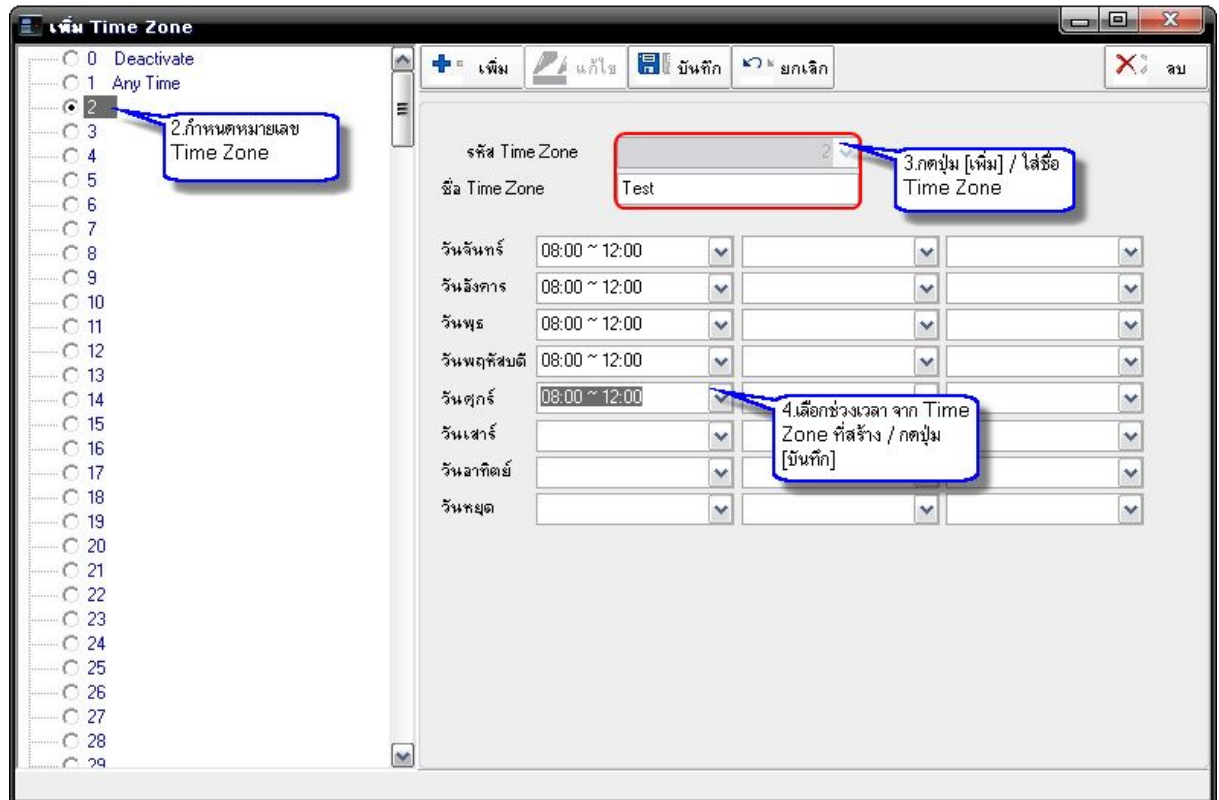 เพิ่ม Time Zone
0 Deactivate
1 Any Time
2
3
4
5
6
7
8
9
10
11
12
13
14
15
16
17
18
19
20
21
22
23
24
25
26
27
28
29
2.กำหนดหมายเลข
Time Zone
เพิ่ม แก้ไข บันทึก ยกเลิก ลบ
รหัส Time Zone 2
ชื่อ Time Zone Test
3.กดปุ่ม [เพิ่ม] / ใส่ชื่อ
Time Zone
วันจันทร์ 08:00 ~ 12:00
วันอังคาร 08:00 ~ 12:00
วันพุธ 08:00 ~ 12:00
วันพฤหัสบดี 08:00 ~ 12:00
วันศุกร์ 08:00 ~ 12:00
วันเสาร์
วันอาทิตย์
วันหยุด
4.เลือกช่วงเวลา จาก Time
Zone ที่สร้าง / กดปุ่ม
[บันทึก]